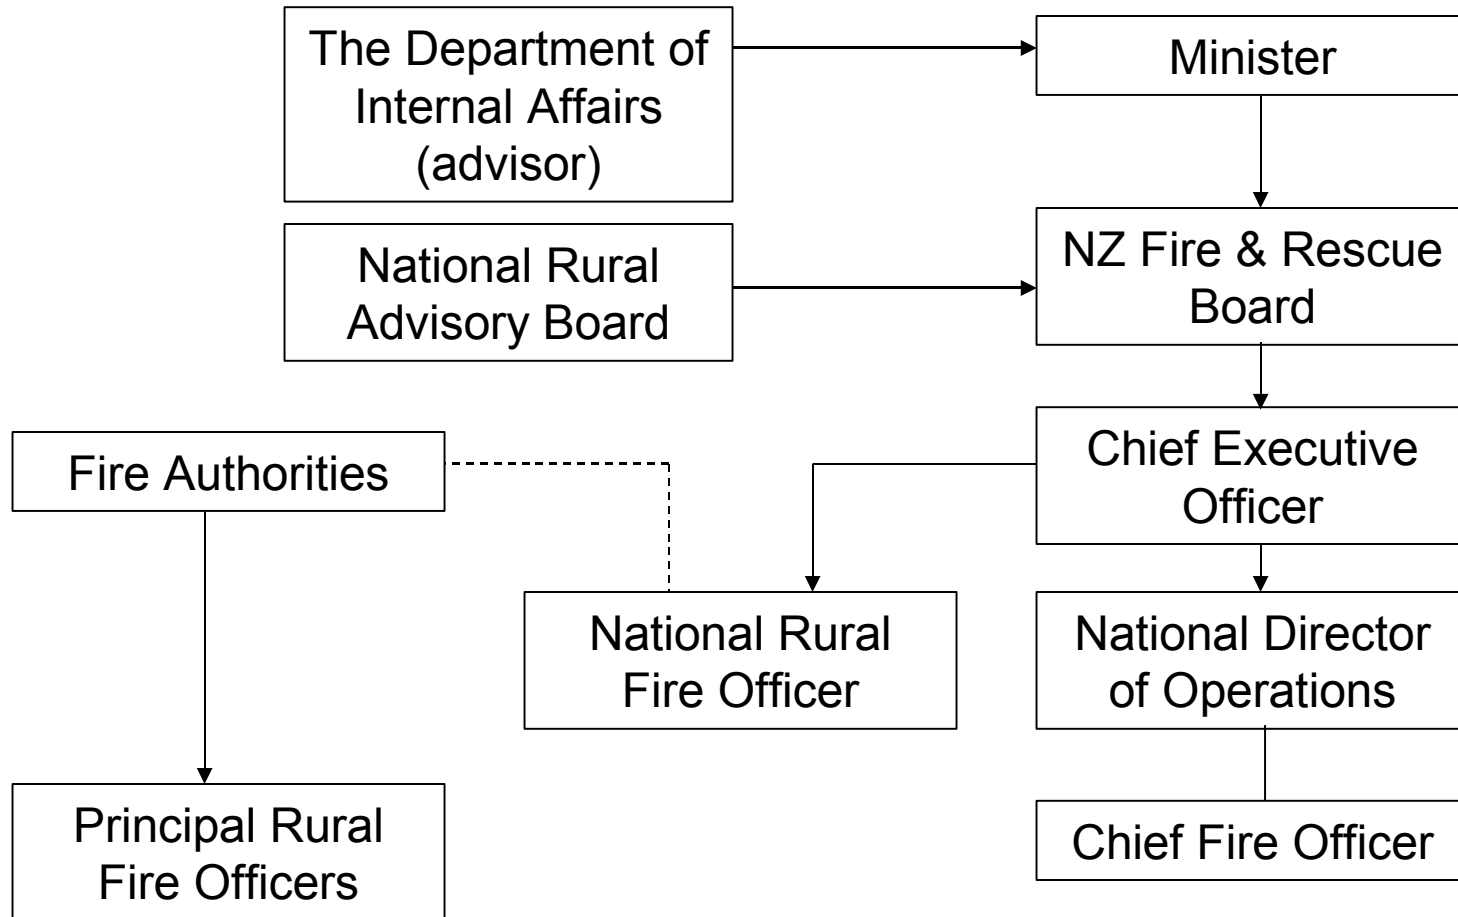 The Department of
Internal Affairs
(advisor)
Minister
National Rural
Advisory Board
NZ Fire & Rescue
Board
Fire Authorities
Chief Executive
Officer
National Rural
Fire Officer
National Director
of Operations
Principal Rural
Fire Officers
Chief Fire Officer